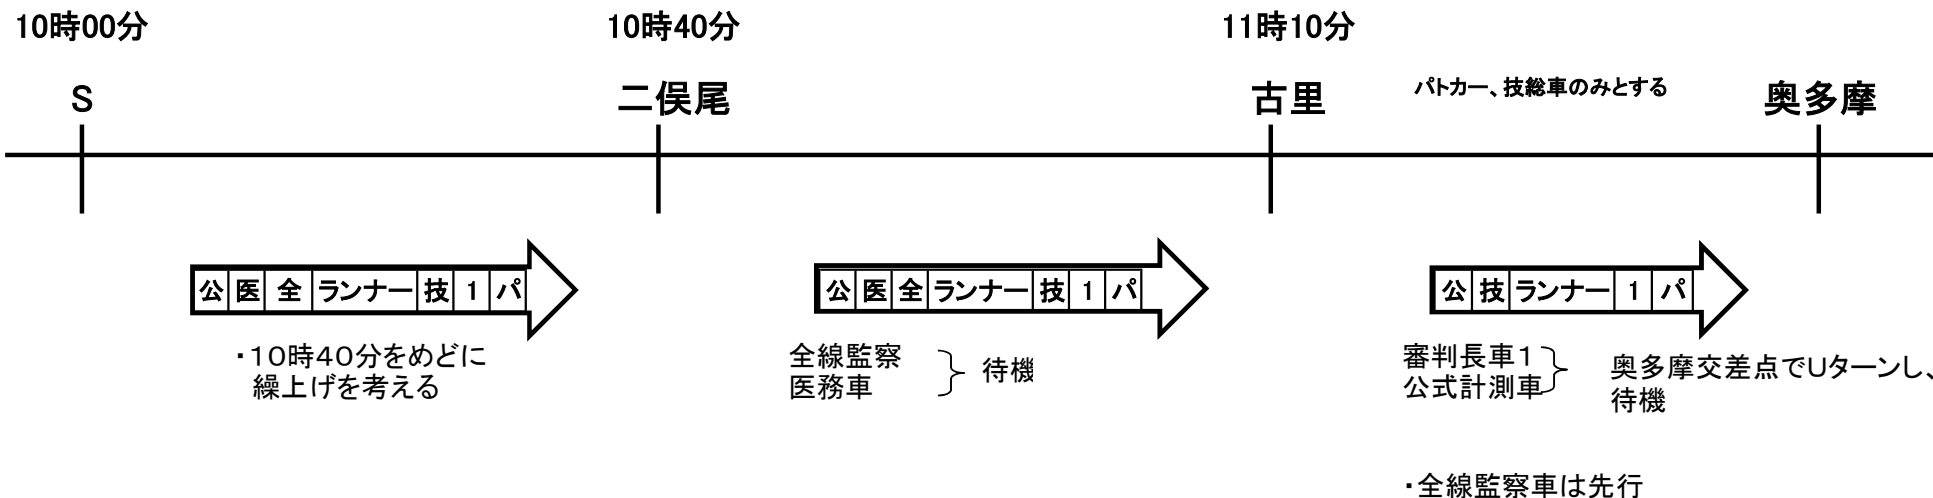 10時00分
10時40分
11時10分
S
二俣尾
古里
パトカー、技総車のみとする
奥多摩
公 医 全 ランナー 技 1 パ
公 医 全 ランナー 技 1 パ
公 技 ランナー 1 パ
・10時40分をめどに
繰上げを考える
全線監察
医務車
待機
審判長車1
公式計測車
奥多摩交差点でUターンし、
待機
・全線監察車は先行